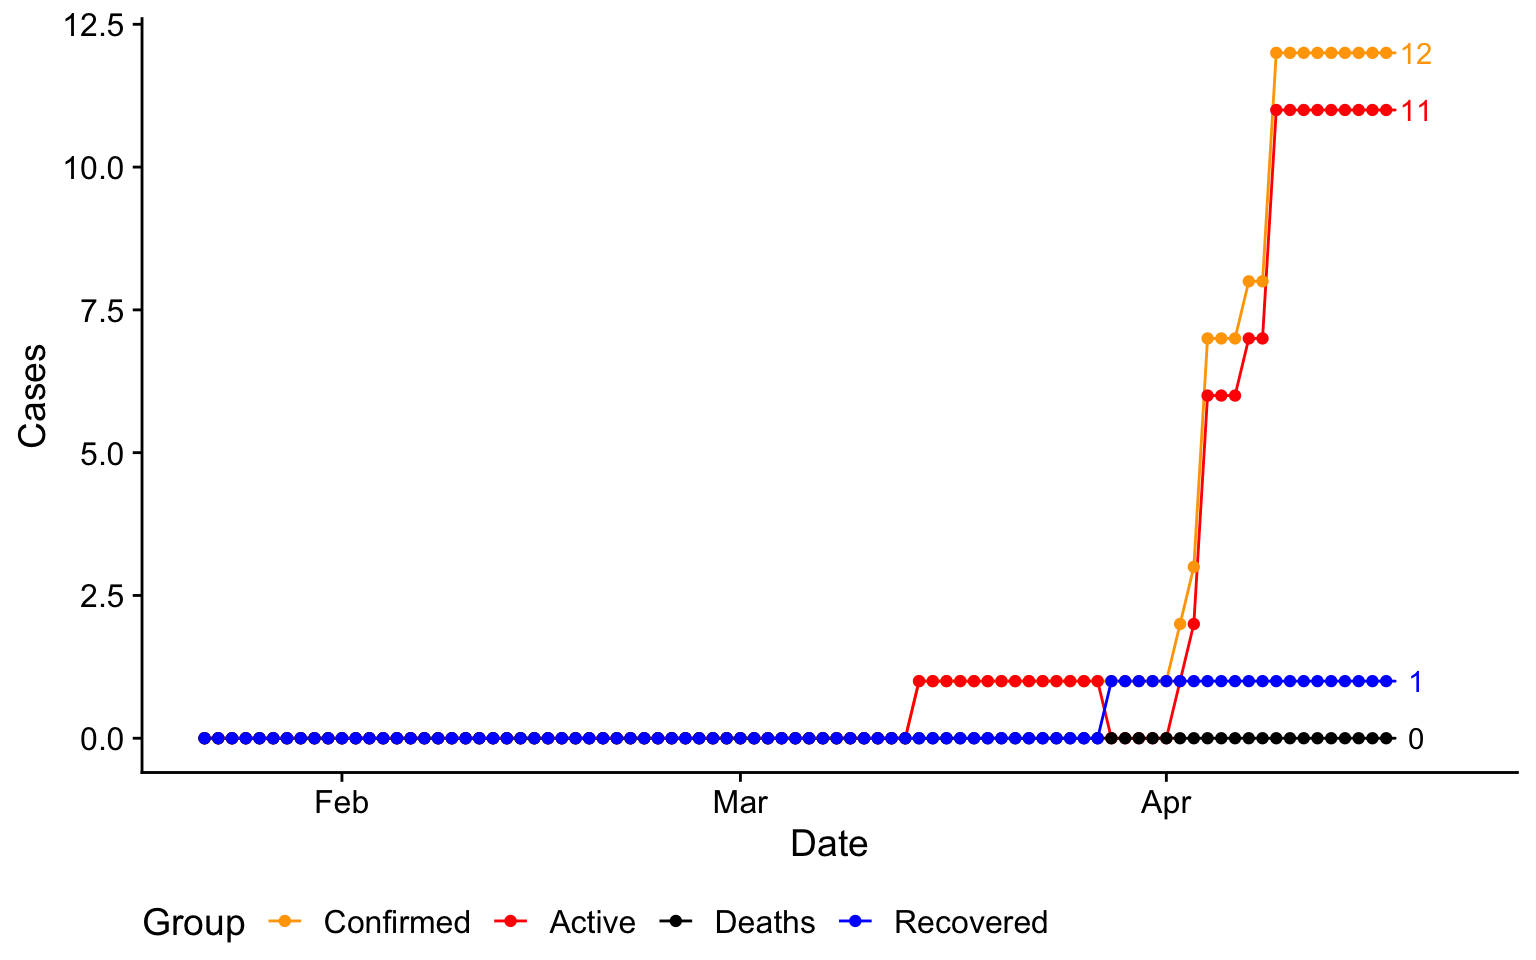 12.5
12
11
10.0
7.5
Cases
5.0
2.5
1
0.0
0
Feb Mar Apr
Date
Group Confirmed Active Deaths Recovered